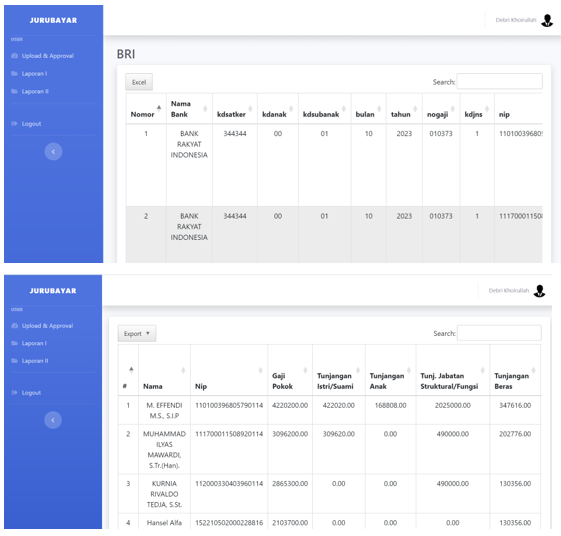 JURUBAYAR
USER
Upload & Approval
Laporan I
Laporan II
Logout
Debri Khoirullah
BRI
Excel
Search:
Nomor Nama Bank kdsatker kdanak kdsubanak bulan tahun nogaji kdjns nip
1 BANK 344344 00 01 10 2023 010373 1 110100396805
RAKYAT
INDONESIA
2 BANK 344344 00 01 10 2023 010373 1 111700011508
RAKYAT
INDONESIA
JURUBAYAR
USER
Upload & Approval
Laporan I
Laporan II
Logout
Debri Khoirullah
Export
Search:
# Nama Nip Gaji Pokok Tunjangan Istri/Suami Tunjangan Anak Tunj. Jabatan Struktural/Fungsi Tunjangan Beras
1 M. EFFENDI 110100396805790114 4220200.00 422020.00 168808.00 2025000.00 347616.00
M.S., S.I.P
2 MUHAMMAD 111700011508920114 3096200.00 309620.00 0.00 490000.00 202776.00
ILYAS
MAWARDI,
S.Tr.(Han).
3 KURNIA 112000330403960114 2865300.00 0.00 0.00 490000.00 130356.00
RIVALDO
TEDJA, S.St.
4 Hansel Alfa 152210502000228816 2103700.00 0.00 0.00 0.00 130356.00